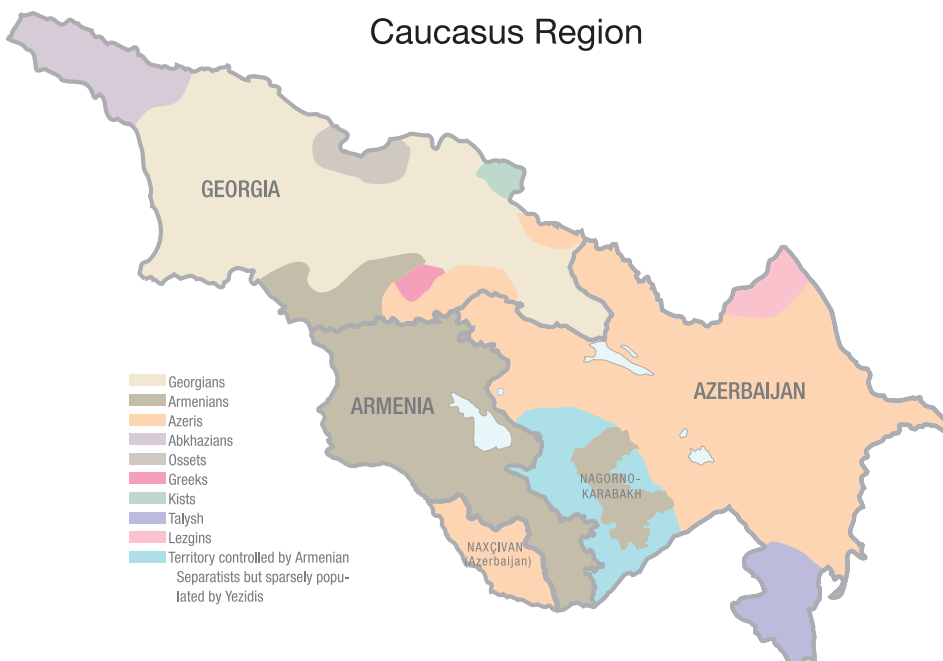 Caucasus Region
GEORGIA
ARMENIA
AZERBAIJAN
NAGORNO-
KARABAKH
NAXÇIVAN
(Azerbaijan)
Georgians
Armenians
Azeris
Abkhazians
Ossets
Greeks
Kists
Talysh
Lezgins
Territory controlled by Armenian
Separatists but sparsely popu-
lated by Yezidis